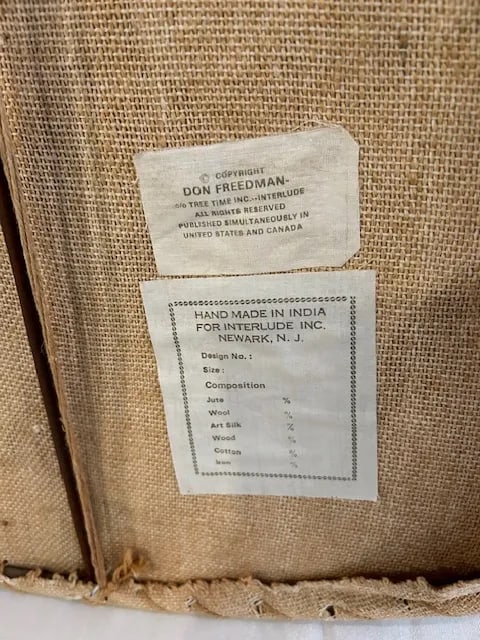 © COPYRIGHT
DON FREEDMAN-
c/o TREE TIME INC.--INTERLUDE
ALL RIGHTS RESERVED
PUBLISHED SIMULTANEOUSLY IN
UNITED STATES AND CANADA
HAND MADE IN INDIA
FOR INTERLUDE INC.
NEWARK, N. J.
Design No. :
Size :
Composition
Jute %
Wool %
Art Silk %
Wood %
Cotton %
Iron %